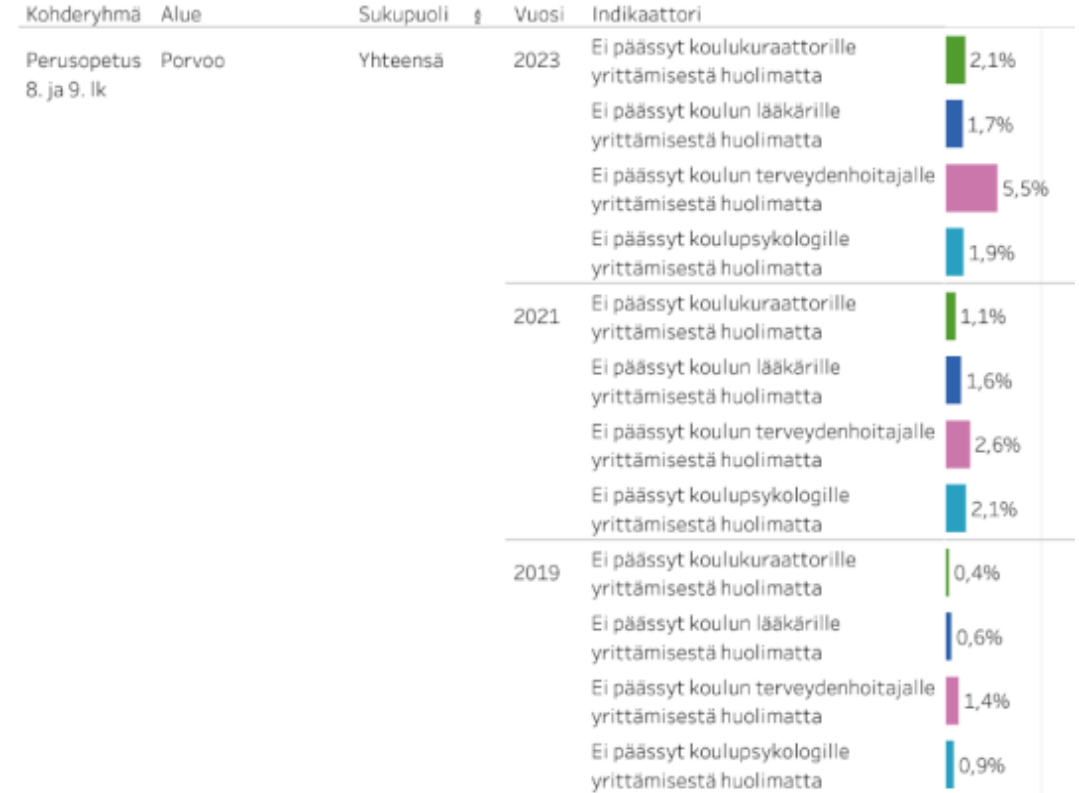 Kohderyhmä Alue Sukupuoli Vuosi Indikaattori
Perusopetus Porvoo Yhteensä 2023
8. ja 9. lk
Ei päässyt koulukuraattorille
yrittämisestä huolimatta
2,1%
Ei päässyt koulun lääkärille
yrittämisestä huolimatta
1,7%
Ei päässyt koulun terveydenhoitajalle
yrittämisestä huolimatta
5,5%
Ei päässyt koulupsykologille
yrittämisestä huolimatta
1,9%
2021
Ei päässyt koulukuraattorille
yrittämisestä huolimatta
1,1%
Ei päässyt koulun lääkärille
yrittämisestä huolimatta
1,6%
Ei päässyt koulun terveydenhoitajalle
yrittämisestä huolimatta
2,6%
Ei päässyt koulupsykologille
yrittämisestä huolimatta
2,1%
2019
Ei päässyt koulukuraattorille
yrittämisestä huolimatta
0,4%
Ei päässyt koulun lääkärille
yrittämisestä huolimatta
0,6%
Ei päässyt koulun terveydenhoitajalle
yrittämisestä huolimatta
1,4%
Ei päässyt koulupsykologille
yrittämisestä huolimatta
0,9%